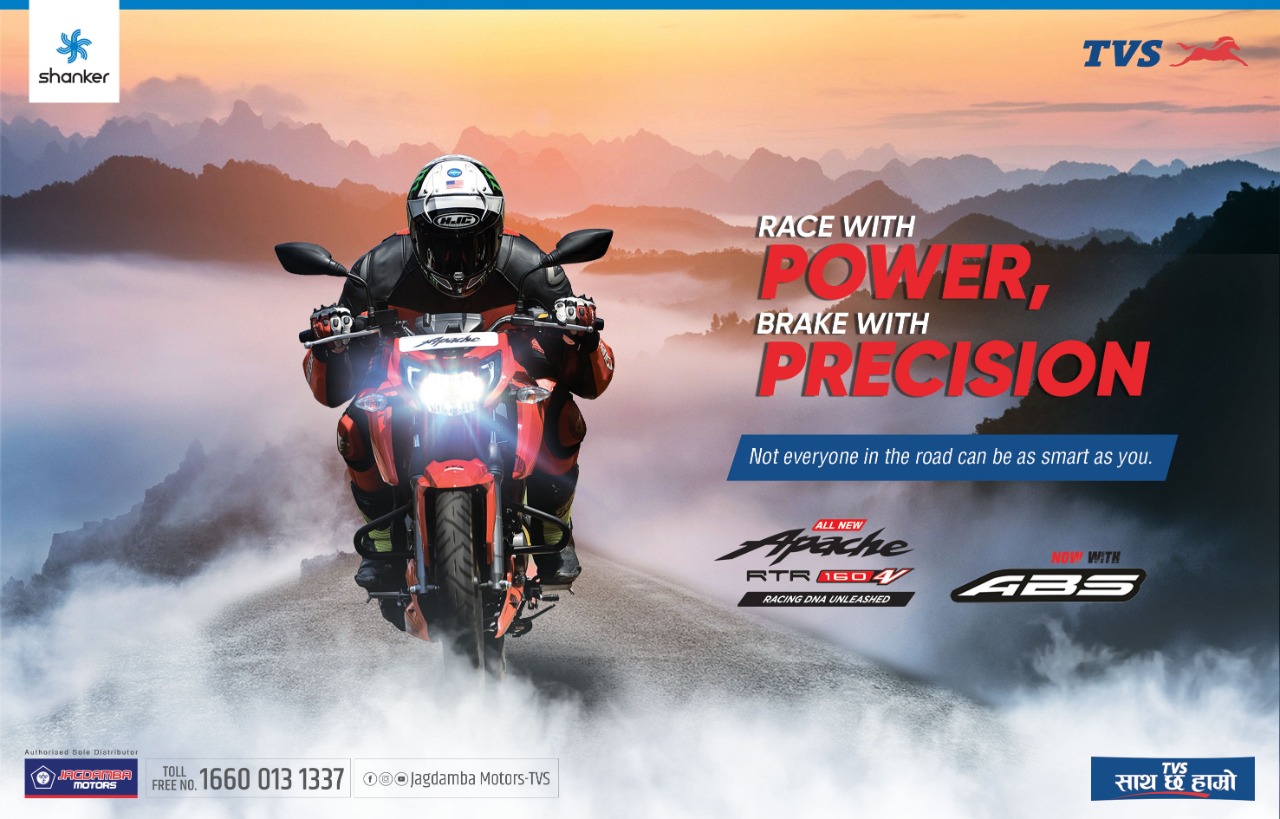 shanker
TVS
HJC
Apache
RACE WITH
POWER,
BRAKE WITH
PRECISION
Not everyone in the road can be as smart as you.
ALL NEW
Apache
RTR 160 4V
RACING DNA UNLEASHED
NOW WITH
ABS
Authorised Sole Distributor
JAGDAMBA
MOTORS
TOLL
FREE NO. 1660 013 1337
Jagdamba Motors-TVS
TVS
साथ छ हाम्रो